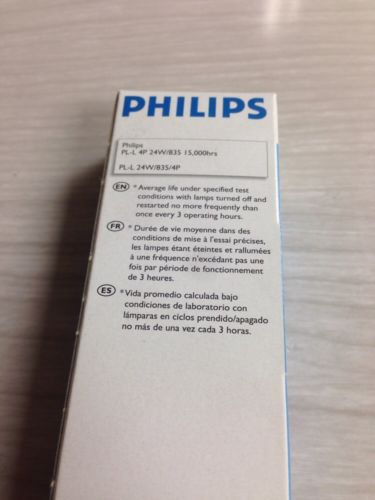 PHILIPS
Philips
PL-L 4P 24W/835 15,000hrs
PL-L 24W/835/4P
EN * Average life under specified test
conditions with lamps turned off and
restarted no more frequently than
once every 3 operating hours.
FR * Durée de vie moyenne dans des
conditions de mise à l'essai précises,
les lampes étant éteintes et rallumées
à une fréquence n'excédant pas une
fois par période de fonctionnement
de 3 heures.
ES * Vida promedio calculada bajo
condiciones de laboratorio con
lámparas en ciclos prendido/apagado
no más de una vez cada 3 horas.